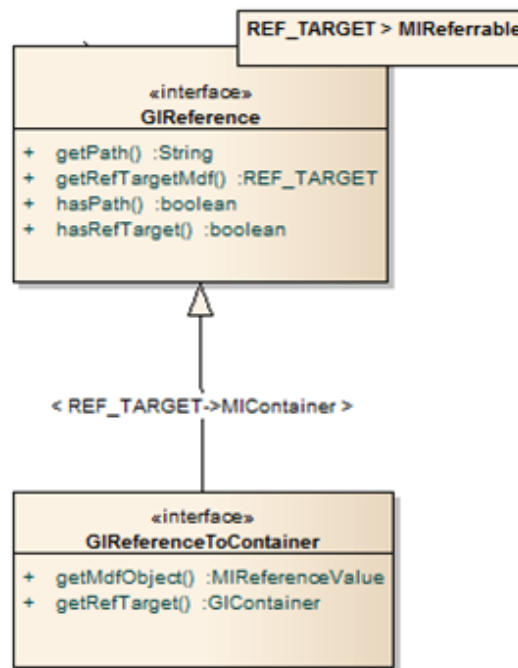 REF_TARGET > MIReferrable
«interface»
GIReference
+ getPath() :String
+ getRefTargetMdf() :REF_TARGET
+ hasPath() :boolean
+ hasRefTarget() :boolean
< REF_TARGET->MIContainer >
«interface»
GIReferenceToContainer
+ getMdfObject() :MIReferenceValue
+ getRefTarget() :GIContainer